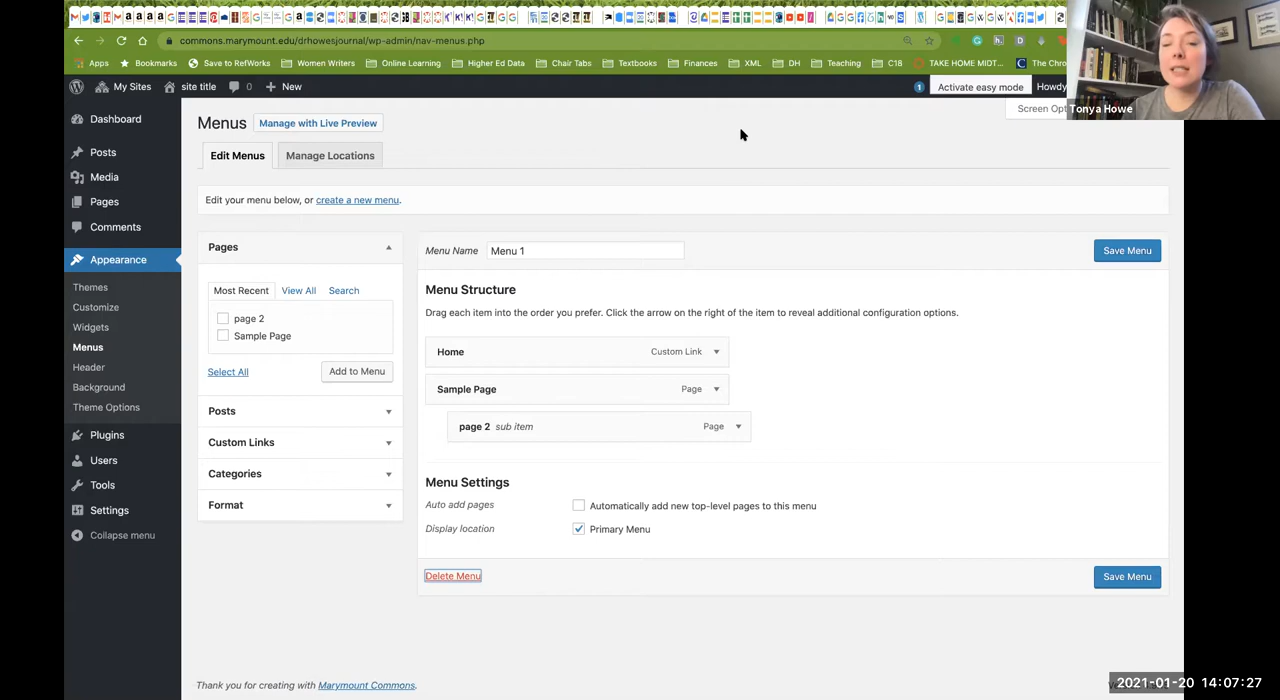 commons.marymount.edu/drhowesjournal/wp-admin/nav-menus.php
Apps Bookmarks Save to RefWorks Women Writers Online Learning Higher Ed Data Chair Tabs Textbooks Finances XML DH Teaching C18 TAKE HOME MIDT... The Chro
My Sites site title 0 + New 1 Activate easy mode Howdy
Screen Opt
Tonya Howe
Dashboard
Posts
Media
Pages
Comments
Appearance
Themes
Customize
Widgets
Menus
Header
Background
Theme Options
Plugins
Users
Tools
Settings
Collapse menu
Menus Manage with Live Preview
Edit Menus Manage Locations
Edit your menu below, or create a new menu.
Pages
Most Recent View All Search
page 2
Sample Page
Select All Add to Menu
Posts
Custom Links
Categories
Format
Menu Name Menu 1 Save Menu
Menu Structure
Drag each item into the order you prefer. Click the arrow on the right of the item to reveal additional configuration options.
Home Custom Link
Sample Page Page
page 2 sub item Page
Menu Settings
Auto add pages Automatically add new top-level pages to this menu
Display location Primary Menu
Delete Menu Save Menu
Thank you for creating with Marymount Commons.
2021-01-20 14:07:27